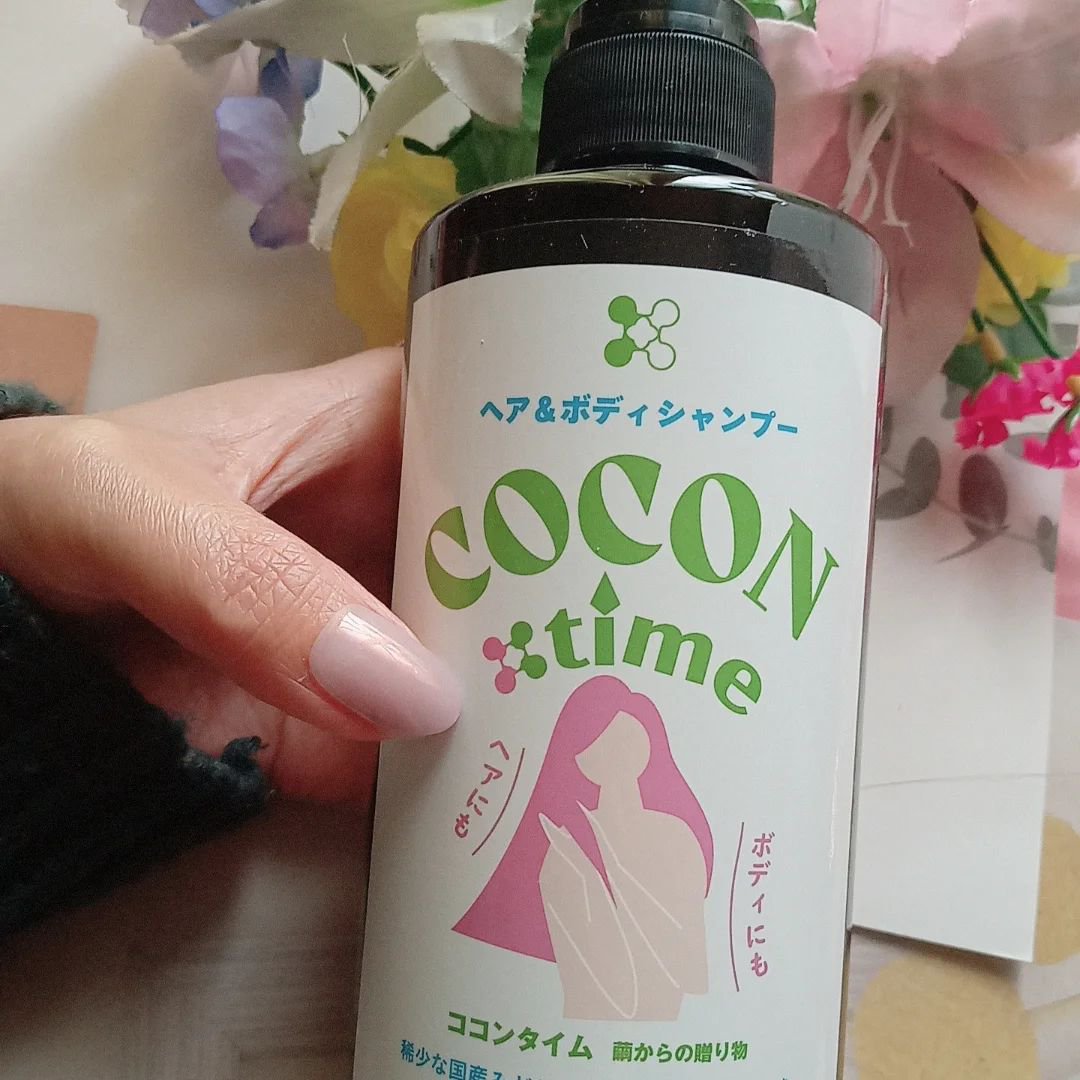 ヘア&ボディシャンプー
COCON
time
ヘアにも
ボディにも
ココンタイム 繭からの贈り物
稀少な国産み